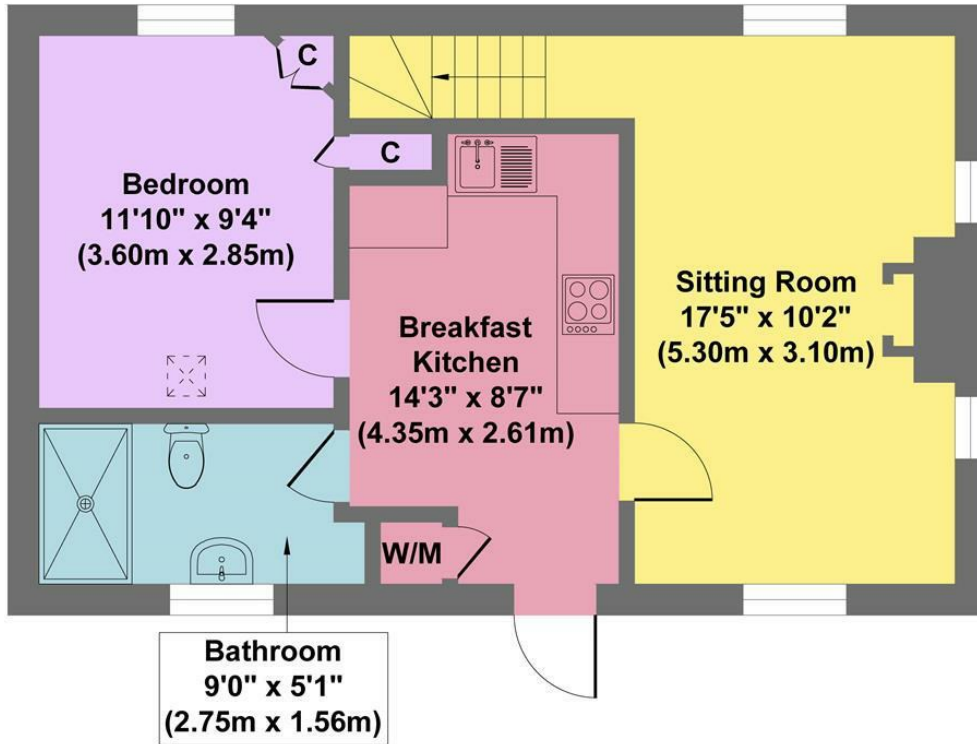 C
C
Bedroom
11'10" x 9'4"
(3.60m x 2.85m)
Sitting Room
17'5" x 10'2"
(5.30m x 3.10m)
Breakfast
Kitchen
14'3" x 8'7"
(4.35m x 2.61m)
W/M
Bathroom
9'0" x 5'1"
(2.75m x 1.56m)